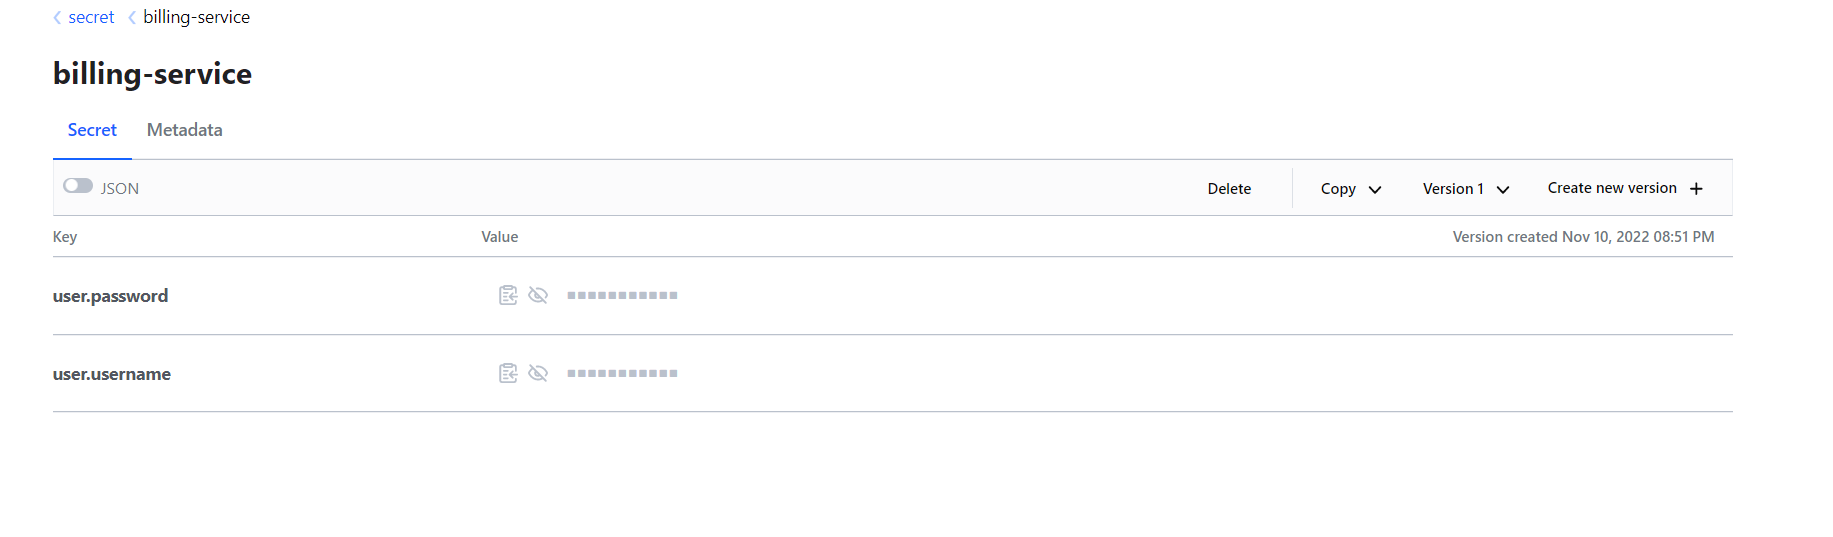 secret billing-service
billing-service
Secret Metadata
JSON Delete Copy Version 1 Create new version
Key Value Version created Nov 10, 2022 08:51 PM
user.password
user.username